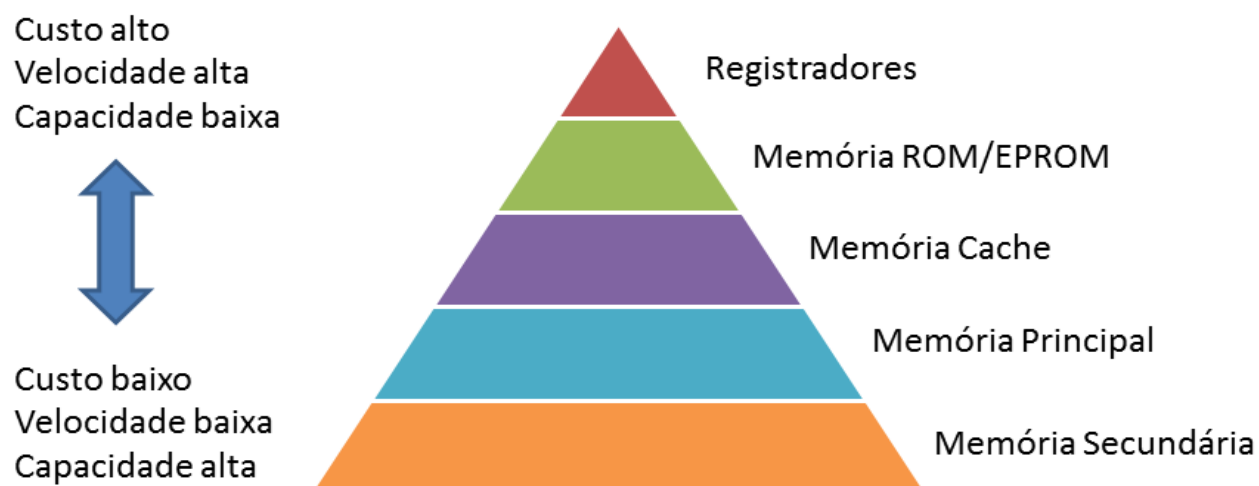 Custo alto
Velocidade alta
Capacidade baixa
Registradores
Memória ROM/EPROM
Memória Cache
Memória Principal
Custo baixo
Velocidade baixa
Capacidade alta
Memória Secundária